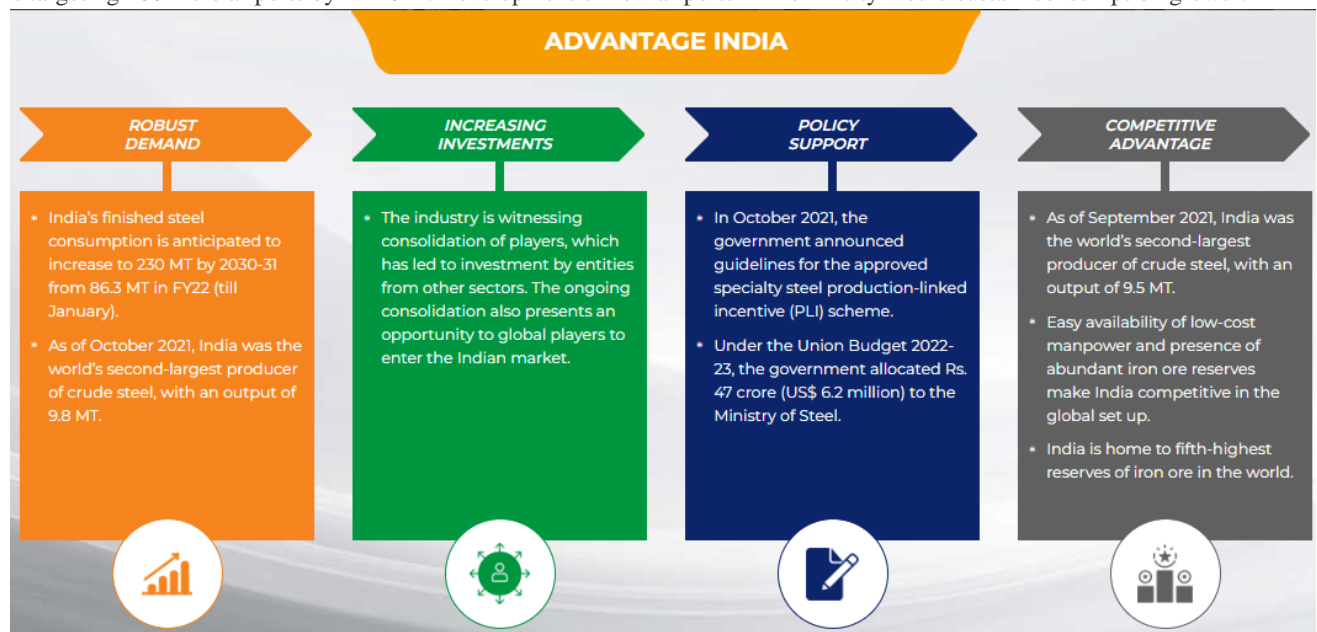 ADVANTAGE INDIA
ROBUST
DEMAND
* India's finished steel
consumption is anticipated to
increase to 230 MT by 2030-31
from 86.3 MT in FY22 (till
January).
* As of October 2021, India was the
world's second-largest producer
of crude steel, with an output of
9.8 MT.
INCREASING
INVESTMENTS
* The industry is witnessing
consolidation of players, which
has led to investment by entities
from other sectors. The ongoing
consolidation also presents an
opportunity to global players to
enter the Indian market.
POLICY
SUPPORT
* In October 2021, the
government announced
guidelines for the approved
specialty steel production-linked
incentive (PLI) scheme.
* Under the Union Budget 2022-
23, the government allocated Rs.
47 crore (US$ 6.2 million) to the
Ministry of Steel.
COMPETITIVE
ADVANTAGE
* As of September 2021, India was
the world's second-largest
producer of crude steel, with an
output of 9.5 MT.
* Easy availability of low-cost
manpower and presence of
abundant iron ore reserves
make India competitive in the
global set up.
* India is home to fifth-highest
reserves of iron ore in the world.